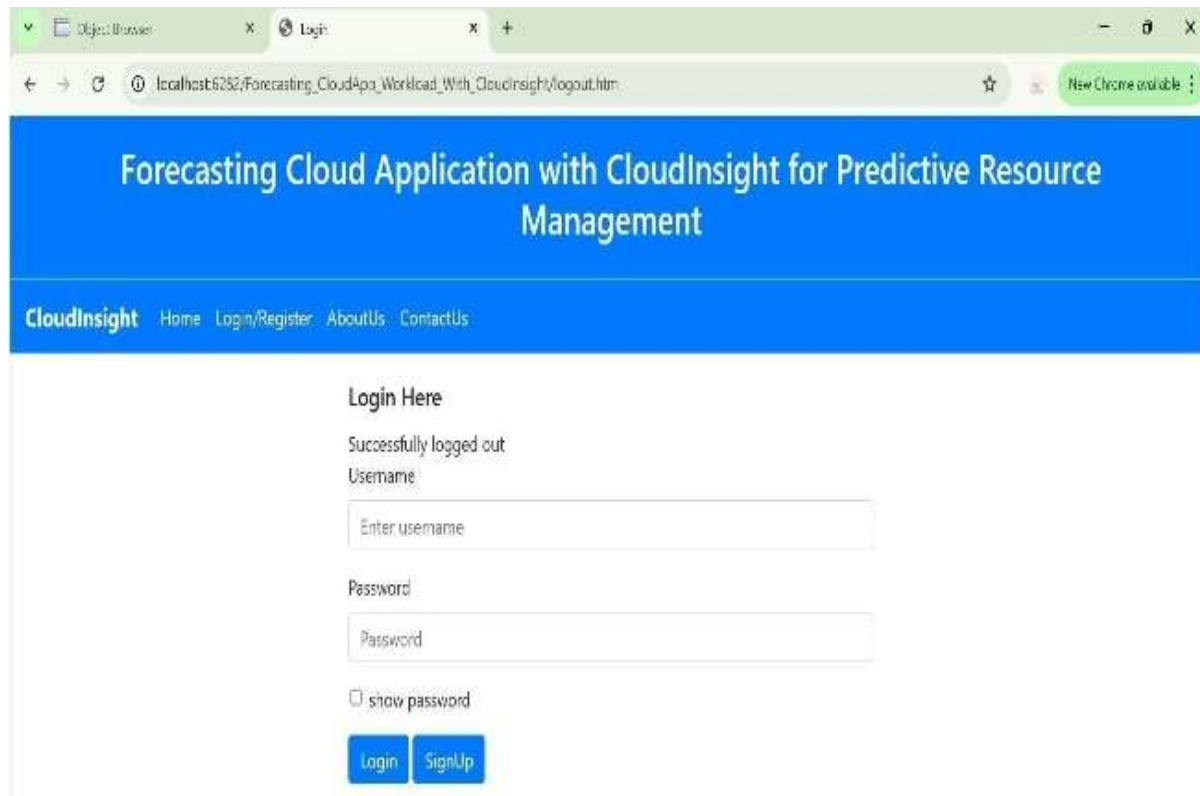 Object Browser
Login
localhost:6262/Forecasting_CloudApp_Workload_With_CloudInsight/logout.htm
New Chrome available
Forecasting Cloud Application with CloudInsight for Predictive Resource
Management
CloudInsight Home Login/Register AboutUs ContactUs
Login Here
Successfully logged out
Username
Enter username
Password
Password
show password
Login SignUp